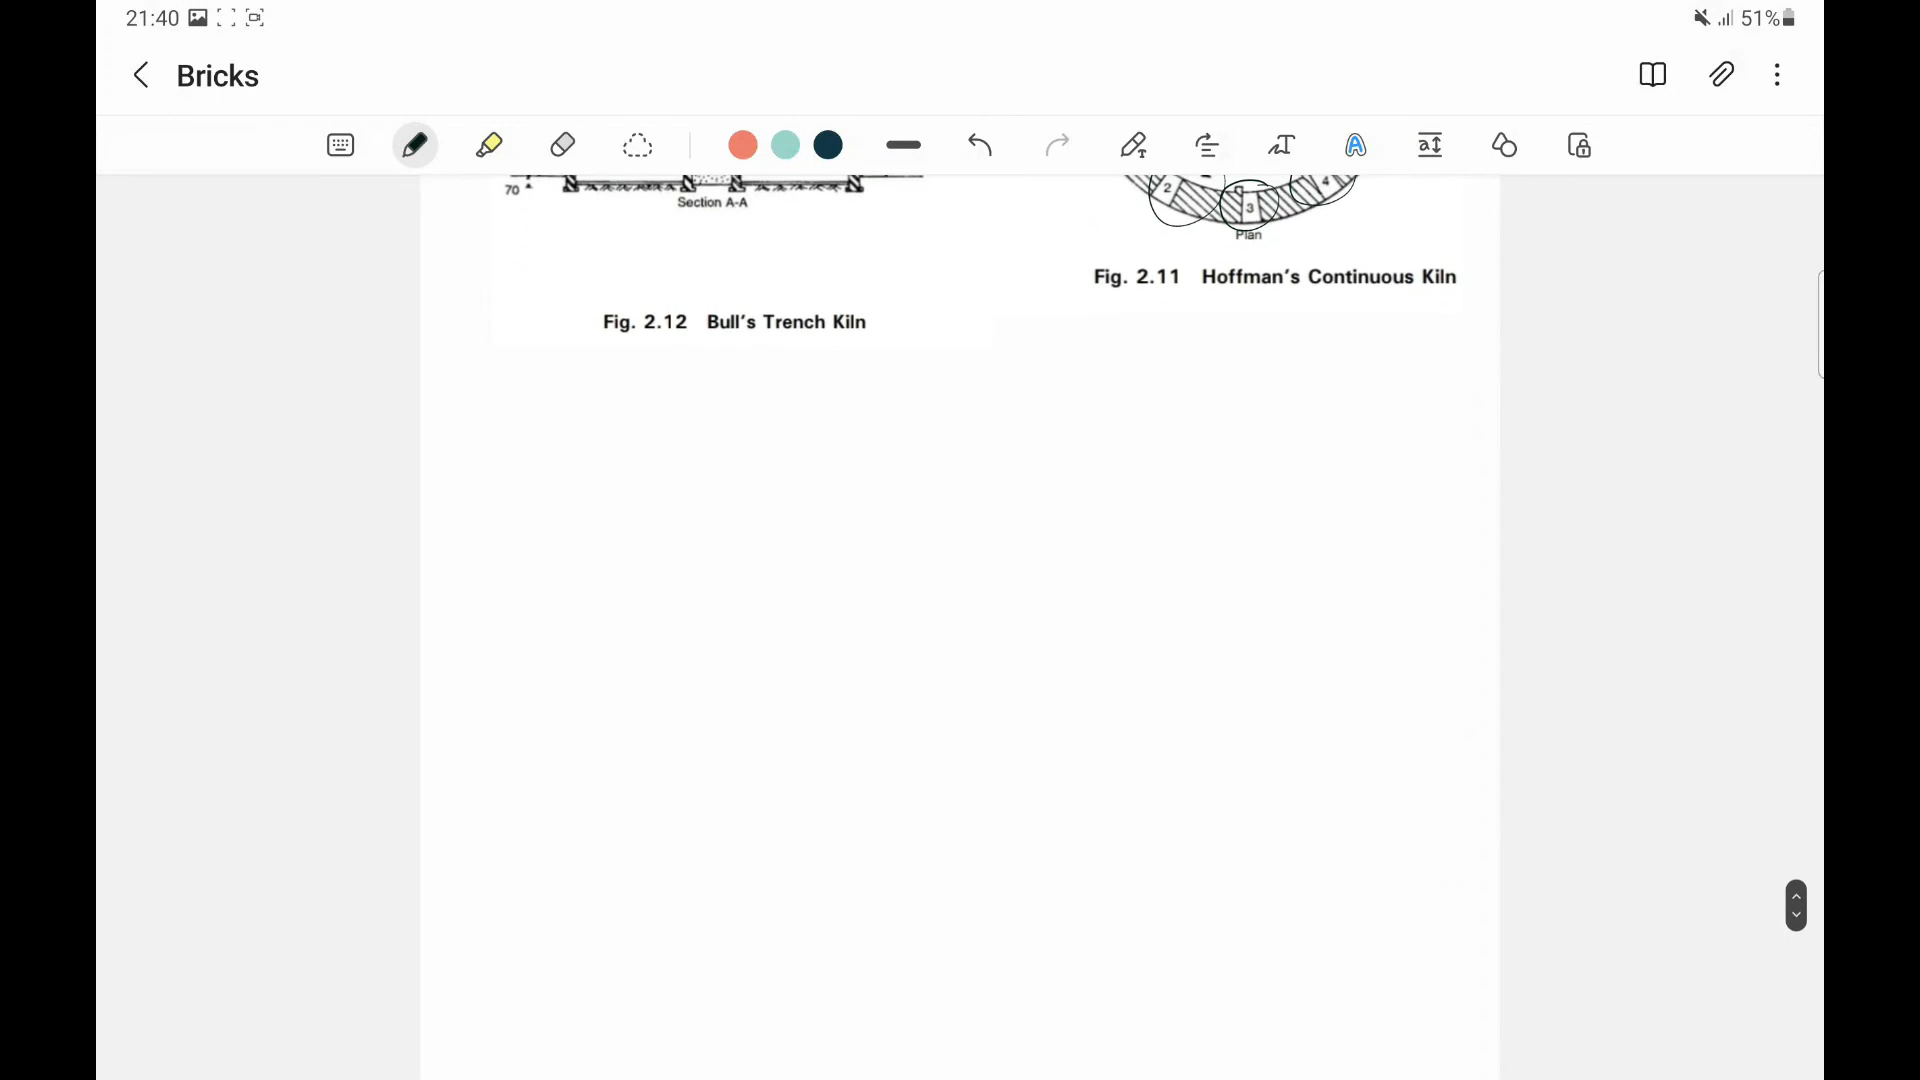 21:40
51%
Bricks
a
A
70
Section A-A
2
3
4
Plan
Fig. 2.11 Hoffman's Continuous Kiln
Fig. 2.12 Bull's Trench Kiln